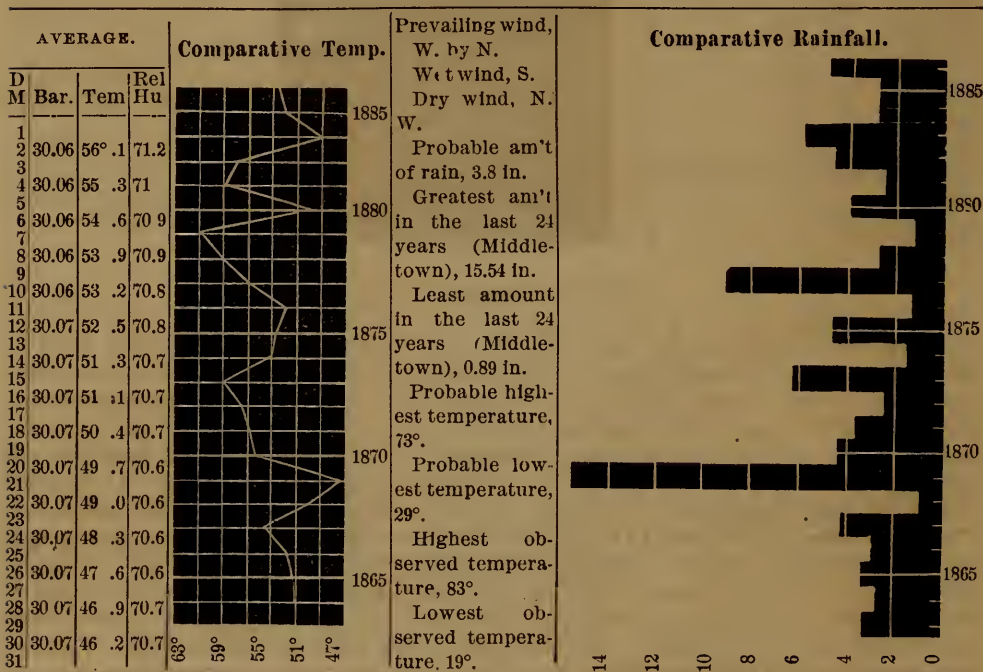 AVERAGE.
D M Bar. Tem Rel Hu
1
2 30.06 56° .1 71.2
3
4 30.06 55 .3 71
5
6 30.06 54 .6 70 9
7
8 30.06 53 .9 70.9
9
10 30.06 53 .2 70.8
11
12 30.07 52 .5 70.8
13
14 30.07 51 .3 70.7
15
16 30.07 51 .1 70.7
17
18 30.07 50 .4 70.7
19
20 30.07 49 .7 70.6
21
22 30.07 49 .0 70.6
23
24 30.07 48 .3 70.6
25
26 30.07 47 .6 70.6
27
28 30 07 46 .9 70.7
29
30 30.07 46 .2 70.7
31
Comparative Temp.
1885
1880
1875
1870
1865
63° 59° 55° 51° 47°
Prevailing wind,
W. by N.
Wet wind, S.
Dry wind, N.
W.
Probable am't
of rain, 3.8 in.
Greatest am't
in the last 24
years (Middle-
town), 15.54 in.
Least amount
in the last 24
years (Middle-
town), 0.89 in.
Probable high-
est temperature,
73°.
Probable low-
est temperature,
29°.
Highest ob-
served tempera-
ture, 83°.
Lowest ob-
served tempera-
ture, 19°.
Comparative Rainfall.
1885
1880
1875
1870
1865
14 12 10 8 6 4 2 0